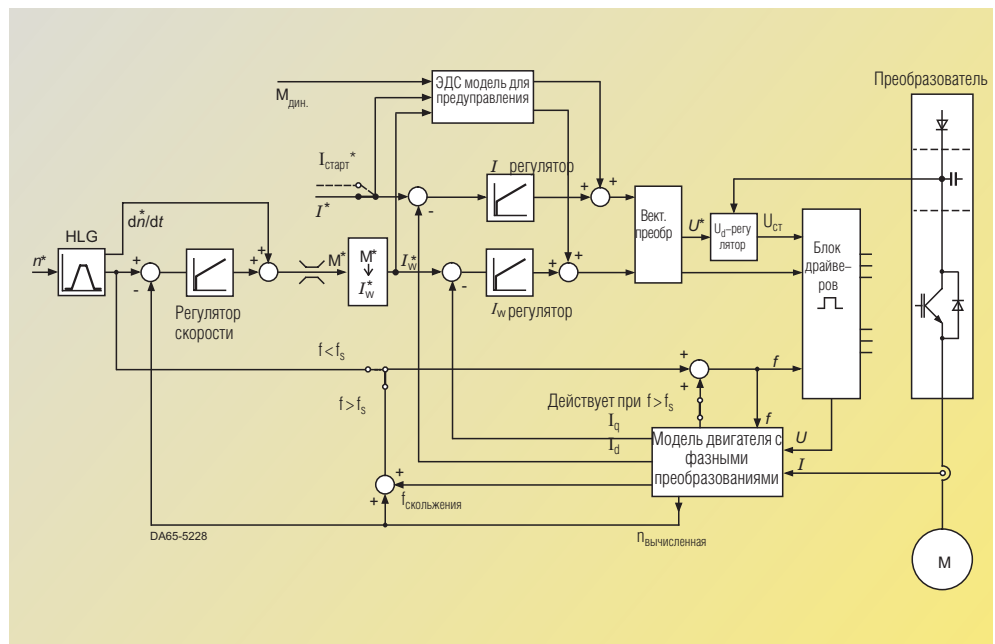 ЭДС модель для
предуправления
Преобразователь
Mдин.
Iстарт*
I*
I регулятор
dn*/dt
HLG
n*
M*
M*
I*w
I*w
Регулятор
скорости
Iw регулятор
Вект.
преобр
U*
Ud–регу
лятор
Uст
Блок
драйве–
ров
f < fs
f > fs
Действует при f > fs
f
f
Iq
Id
Модель двигателя с
фазными
преобразованиями
U
I
fскольжения
nвычисленная
DA65-5228
M
+
-
+
+
-
-
+
+
+
+
+
+
+
+